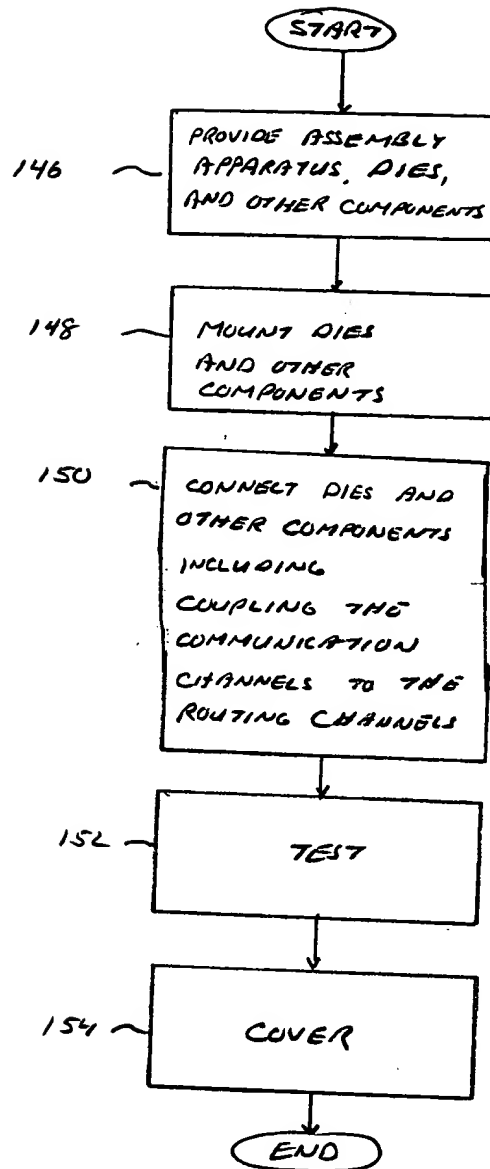 START
146
PROVIDE ASSEMBLY
APPARATUS, DIES,
AND OTHER COMPONENTS
148
MOUNT DIES
AND OTHER
COMPONENTS
150
CONNECT DIES AND
OTHER COMPONENTS
INCLUDING
COUPLING THE
COMMUNICATION
CHANNELS TO THE
ROUTING CHANNELS
152
TEST
154
COVER
END